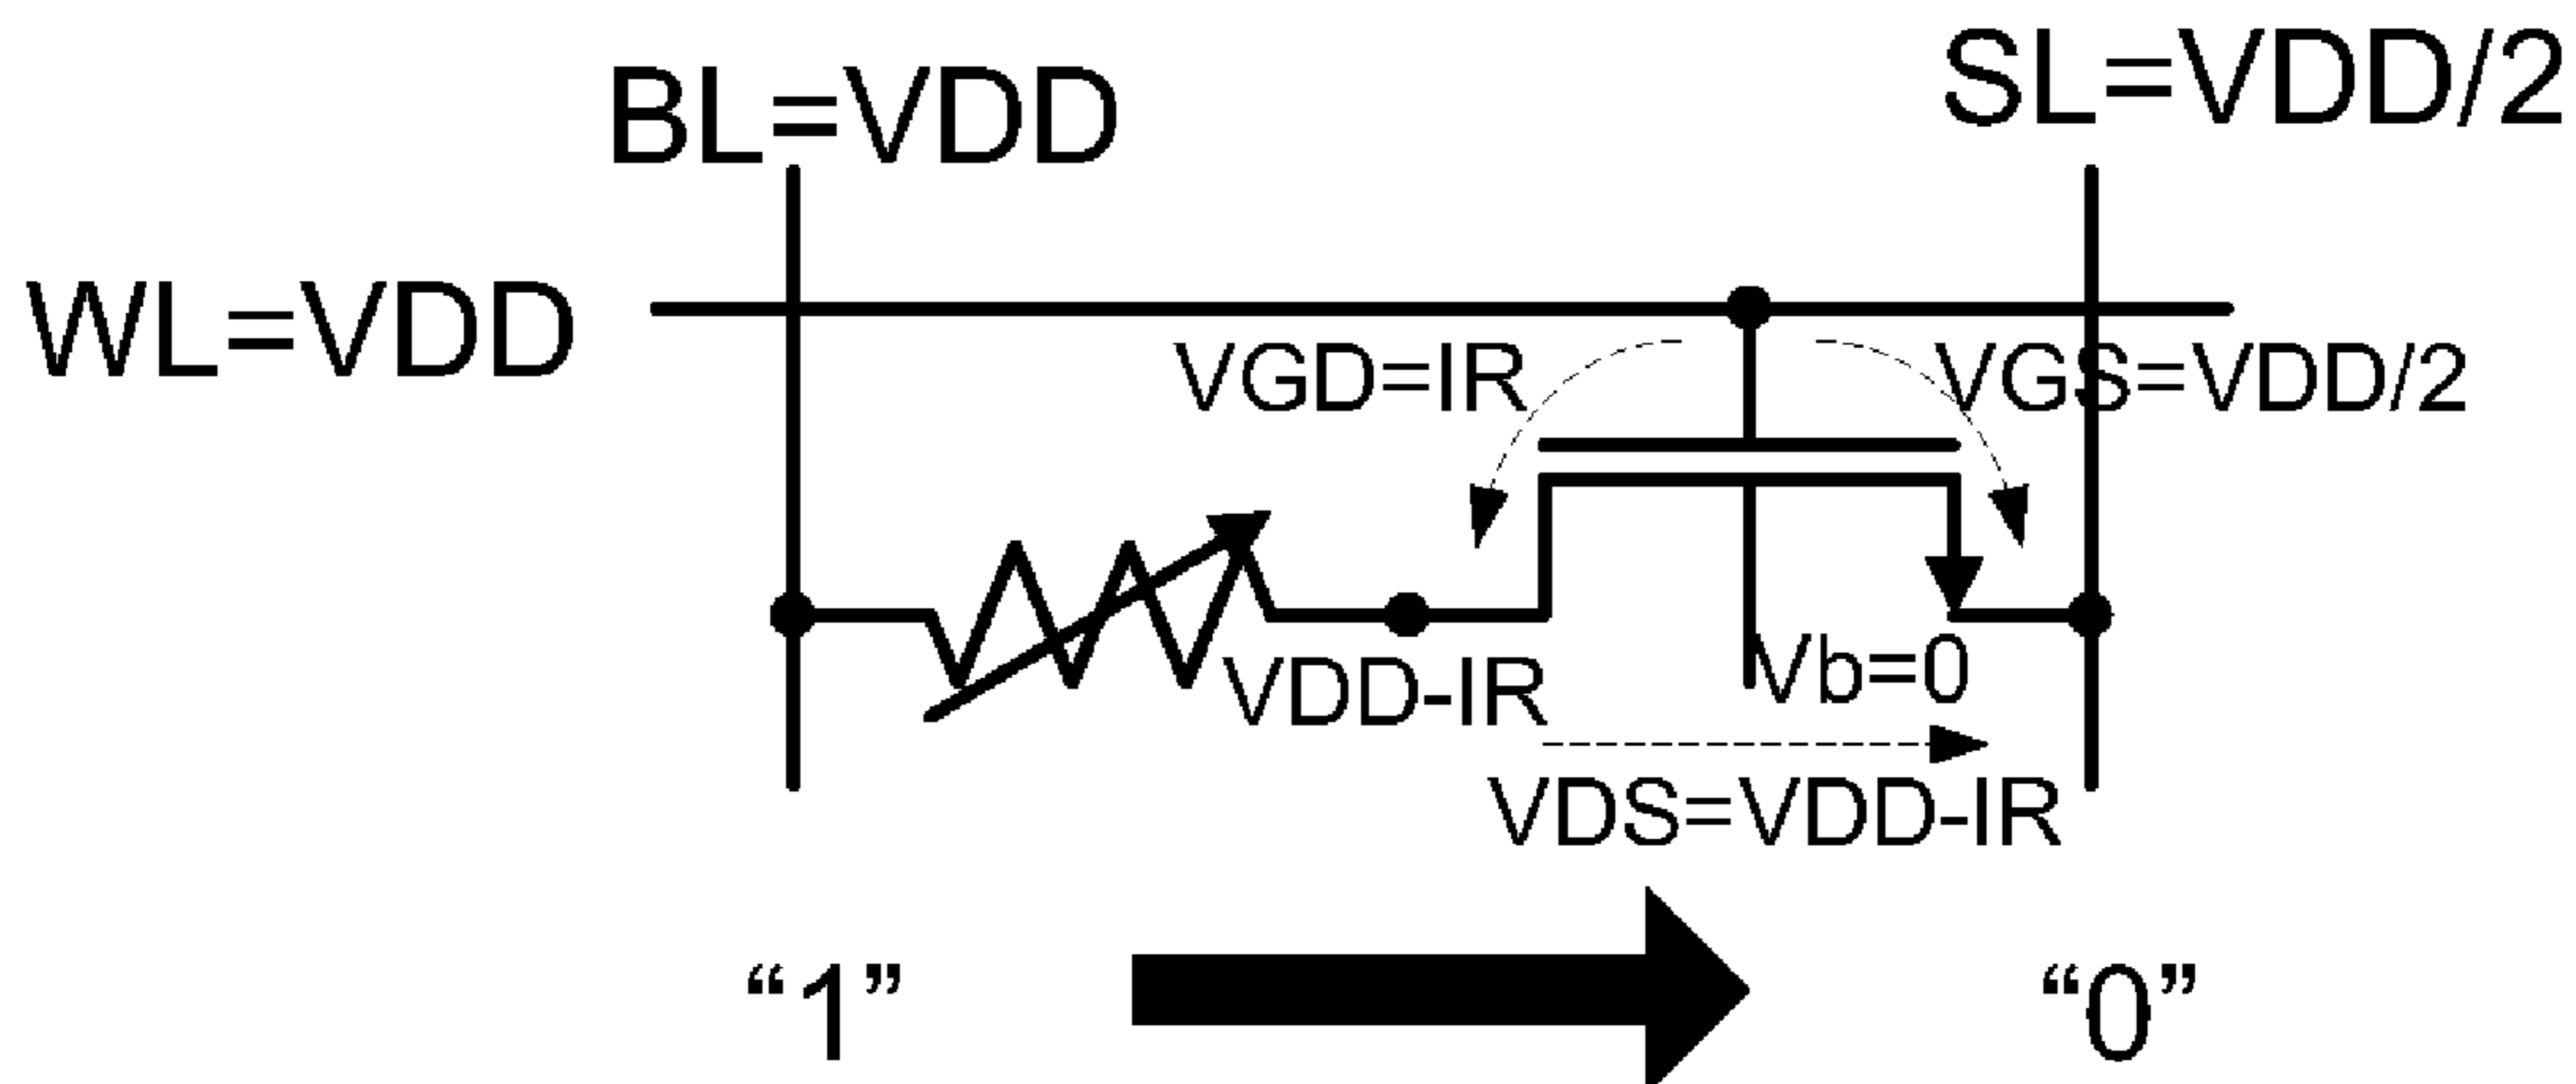 SL=VDD/2
BL=VDD
WL=VDD
VGD=IR
VGS=VDD/2
VDD-IR
Vb=0
VDS=VDD-IR
“1”
“0”